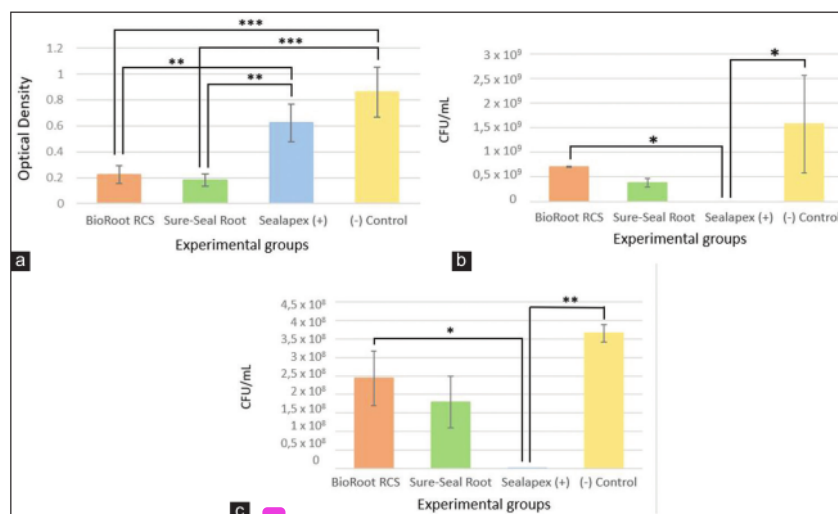 ***
***
**
**
1.2
1
0.8
0.6
0.4
0.2
0
Optical Density
BioRoot RCS Sure-Seal Root Sealapex (+) (-) Control
Experimental groups
a
*
*
3 x 10⁹
2,5 x 10⁹
1,5 x 10⁹
1,5 x 10⁹
1 x 10⁹
0,5 x 10⁹
0
CFU/mL
BioRoot RCS Sure-Seal Root Sealapex (+) (-) Control
Experimental groups
b
**
*
4,5 x 10⁸
4 x 10⁸
3,5 x 10⁸
3 x 10⁸
2,5 x 10⁸
2 x 10⁸
1,5 x 10⁸
1 x 10⁸
0,5 x 10⁸
0
CFU/mL
BioRoot RCS Sure-Seal Root Sealapex (+) (-) Control
Experimental groups
c